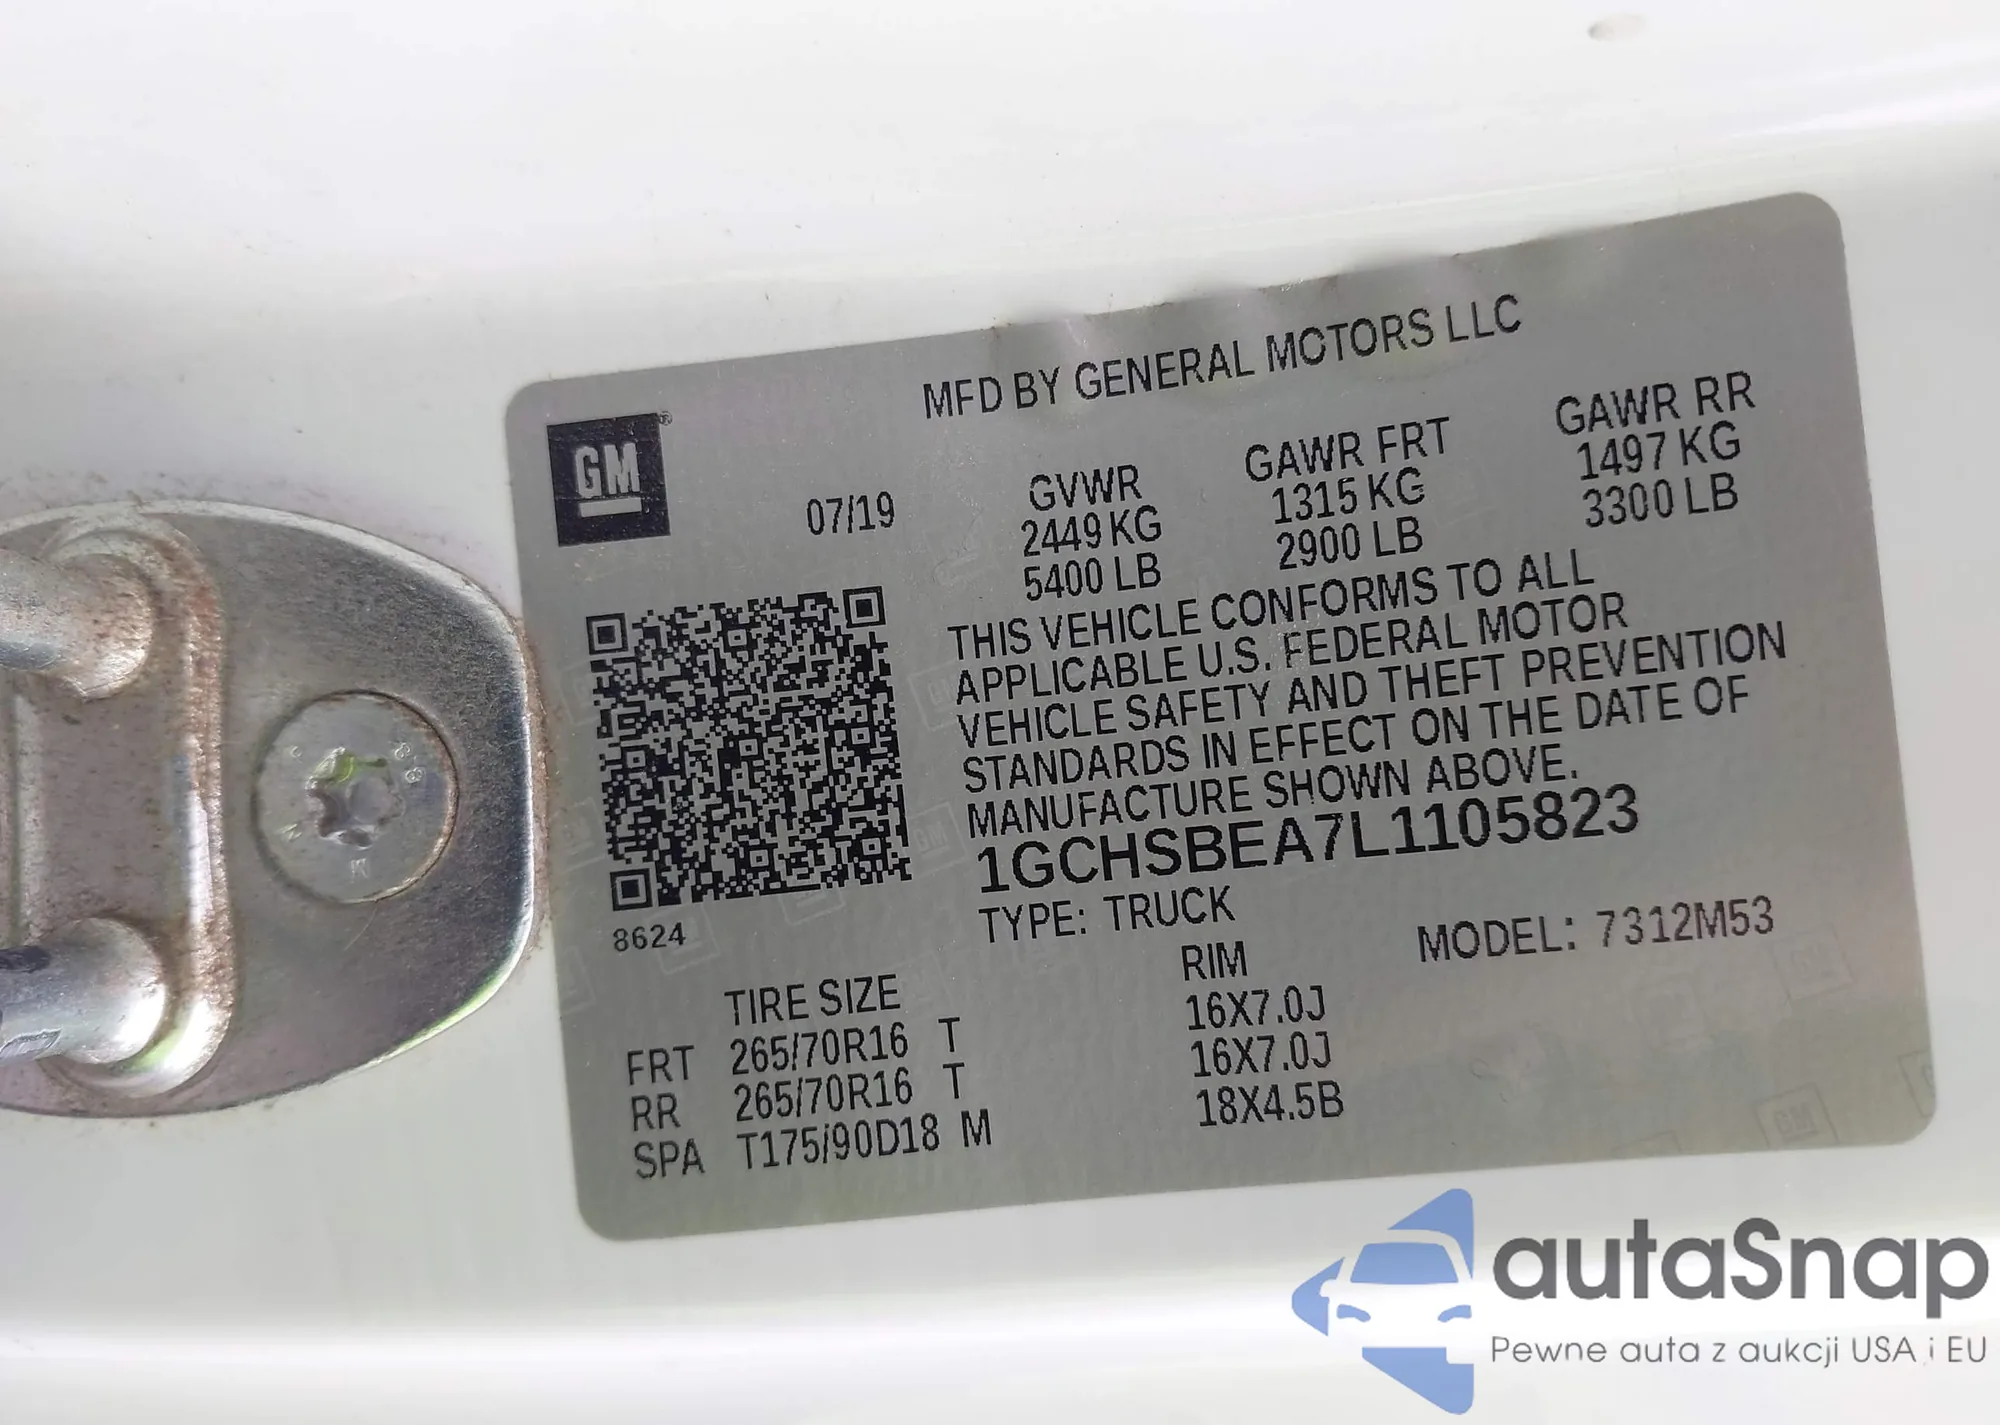 MFD BY GENERAL MOTORS LLC
GM®
07/19
GVWR
2449 KG
5400 LB
GAWR FRT
1315 KG
2900 LB
GAWR RR
1497 KG
3300 LB
THIS VEHICLE CONFORMS TO ALL
APPLICABLE U.S. FEDERAL MOTOR
VEHICLE SAFETY AND THEFT PREVENTION
STANDARDS IN EFFECT ON THE DATE OF
MANUFACTURE SHOWN ABOVE.
1GCHSBEA7L1105823
8624
TYPE: TRUCK
MODEL: 7312M53
TIRE SIZE RIM
FRT 265/70R16 T 16X7.0J
RR 265/70R16 T 16X7.0J
SPA T175/90D18 M 18X4.5B
autaSnap
Pewne auta z aukcji USA i EU